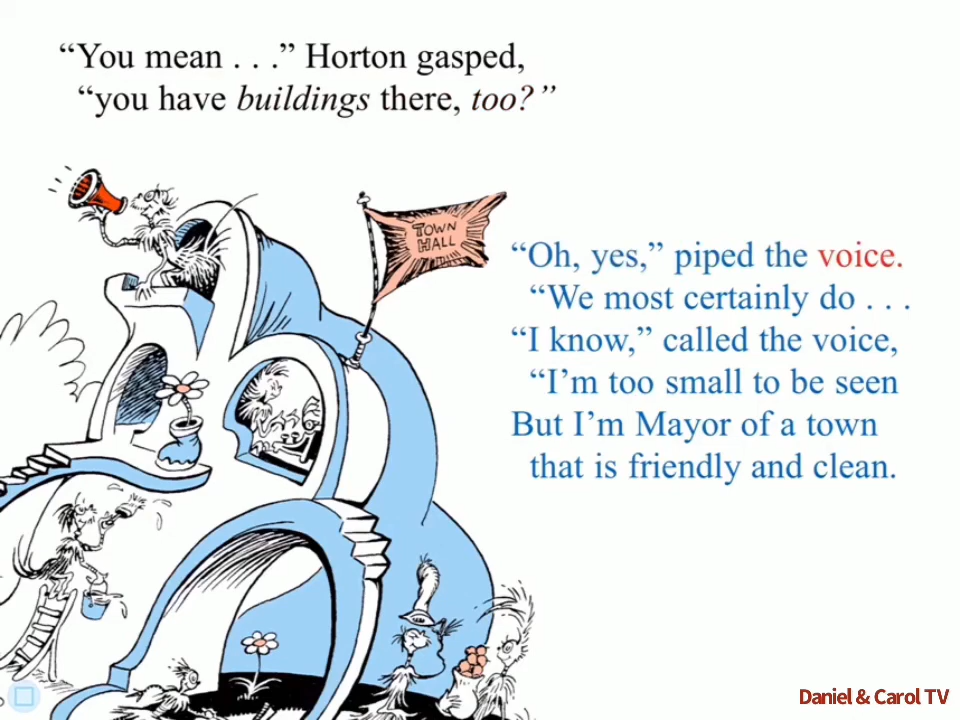 “You mean . . .” Horton gasped,
“you have buildings there, too?”
TOWN
HALL
“Oh, yes,” piped the voice.
“We most certainly do . . .
“I know,” called the voice,
“I’m too small to be seen
But I’m Mayor of a town
that is friendly and clean.
Daniel & Carol TV